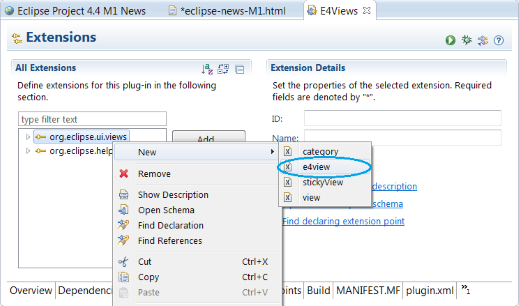 Eclipse Project 4.4 M1 News
*eclipse-news-M1.html
E4Views
Extensions
All Extensions
Define extensions for this plug-in in the following
section.
type filter text
org.eclipse.ui.views
org.eclipse.help
Add...
Extension Details
Set the properties of the selected extension. Required
fields are denoted by "*".
ID:
Name:
description
schema
Find declaring extension point
New
Remove
Show Description
Open Schema
Find Declaration
Find References
Cut Ctrl+X
Copy Ctrl+C
Paste Ctrl+V
category
e4view
stickyView
view
Overview
Dependenci
ints
Build
MANIFEST.MF
plugin.xml
»1